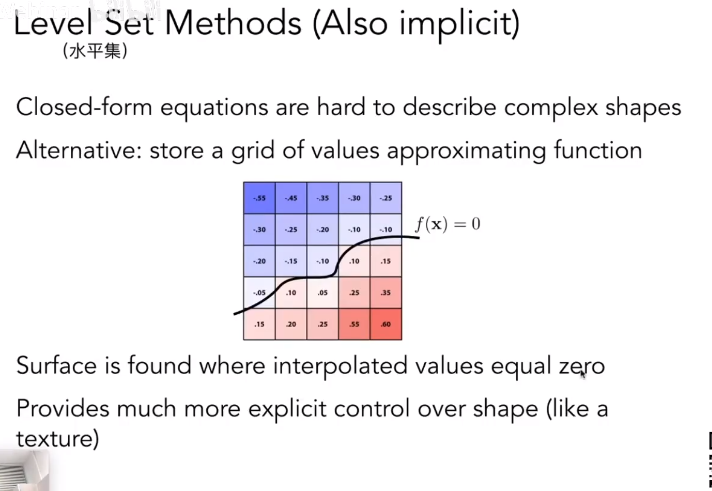 Level Set Methods (Also implicit)
(水平集)
Closed-form equations are hard to describe complex shapes
Alternative: store a grid of values approximating function
-.55 -.45 -.35 -.30 -.25
-.30 -.25 -.20 -.10 -.10
f(x) = 0
-.20 -.15 -.10 .10 .15
-.05 .10 .05 .25 .35
.15 .20 .25 .55 .60
Surface is found where interpolated values equal zero
Provides much more explicit control over shape (like a
texture)